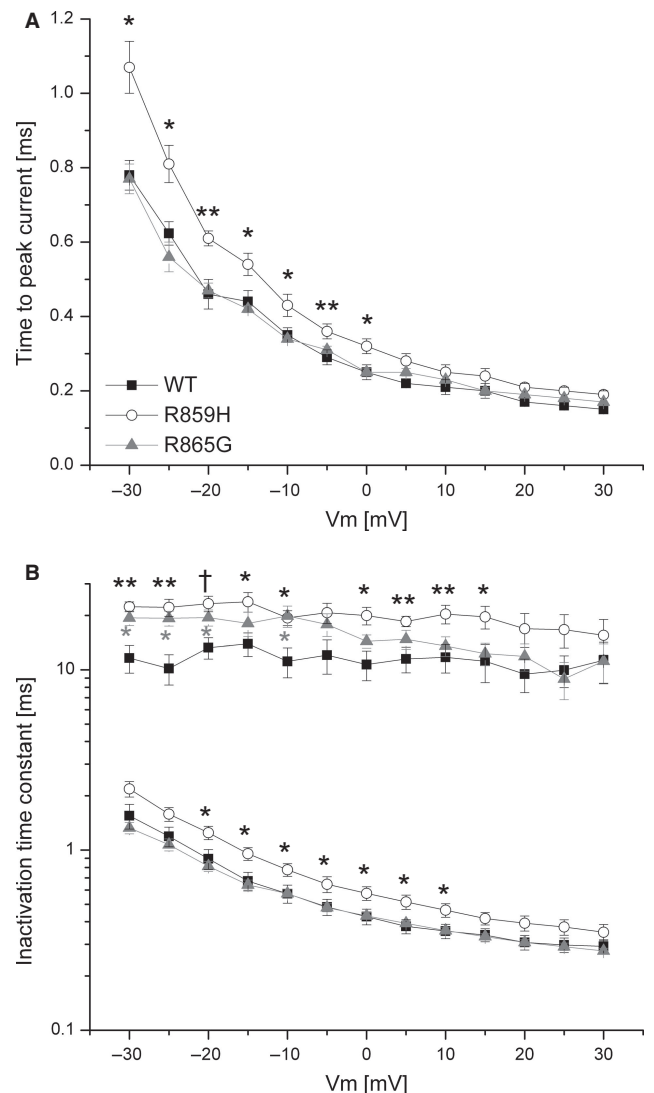 A
1.2
*
1.0
*
0.8
**
*
0.6
*
**
*
0.4
0.2
0.0
Time to peak current [ms]
WT
R859H
R865G
–30 –20 –10 0 10 20 30
Vm [mV]
B
** ** † * * * ** ** *
* * * *
10
* * * * * * *
1
0.1
Inactivation time constant [ms]
–30 –20 –10 0 10 20 30
Vm [mV]